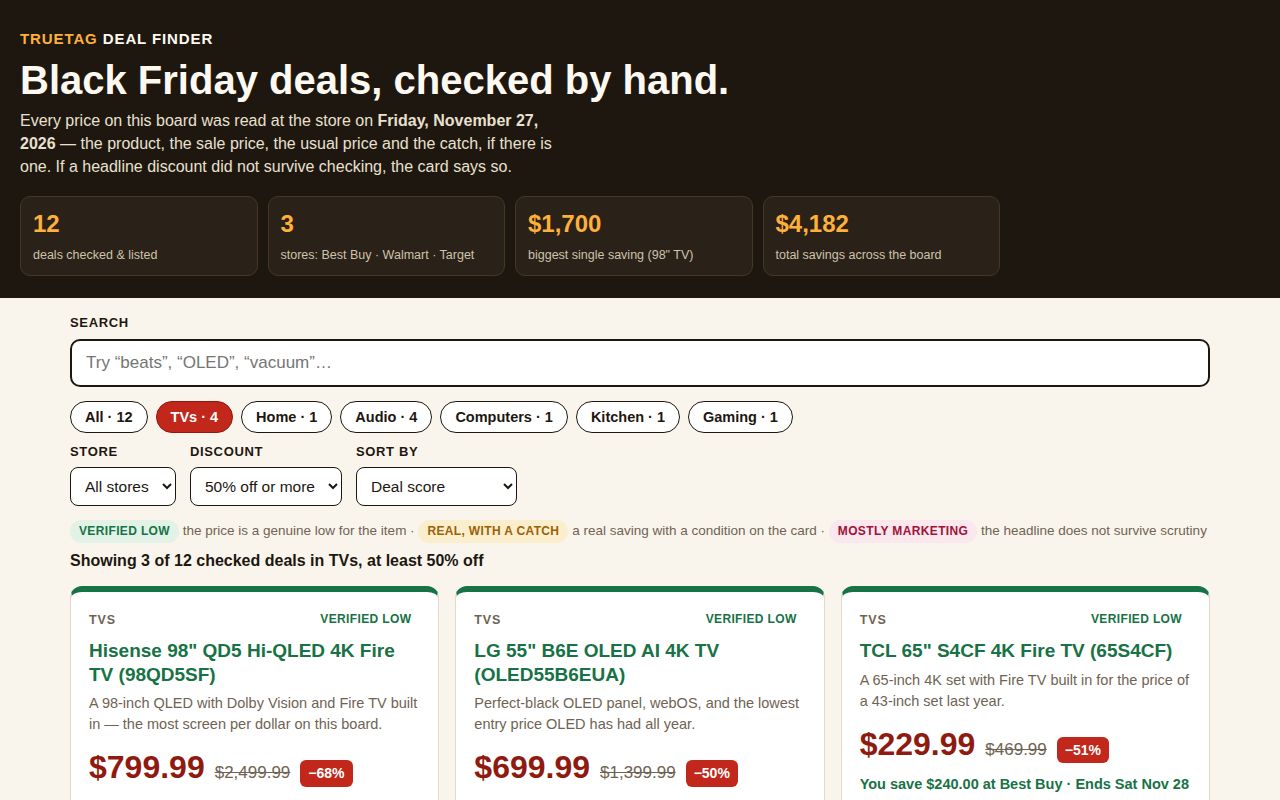 TRUETAG DEAL FINDER
Black Friday deals, checked by hand.
Every price on this board was read at the store on Friday, November 27,
2026 — the product, the sale price, the usual price and the catch, if there is
one. If a headline discount did not survive checking, the card says so.
12
deals checked & listed
3
stores: Best Buy · Walmart · Target
$1,700
biggest single saving (98" TV)
$4,182
total savings across the board
SEARCH
Try “beats”, “OLED”, “vacuum”…
All · 12
TVs · 4
Home · 1
Audio · 4
Computers · 1
Kitchen · 1
Gaming · 1
STORE
DISCOUNT
SORT BY
All stores
50% off or more
Deal score
VERIFIED LOW the price is a genuine low for the item · REAL, WITH A CATCH a real saving with a condition on the card · MOSTLY MARKETING the headline does not survive scrutiny
Showing 3 of 12 checked deals in TVs, at least 50% off
TVS
VERIFIED LOW
Hisense 98" QD5 Hi-QLED 4K Fire
TV (98QD5SF)
A 98-inch QLED with Dolby Vision and Fire TV built
in — the most screen per dollar on this board.
$799.99 $2,499.99 −68%
TVS
VERIFIED LOW
LG 55" B6E OLED AI 4K TV
(OLED55B6EUA)
Perfect-black OLED panel, webOS, and the lowest
entry price OLED has had all year.
$699.99 $1,399.99 −50%
TVS
VERIFIED LOW
TCL 65" S4CF 4K Fire TV (65S4CF)
A 65-inch 4K set with Fire TV built in for the price of
a 43-inch set last year.
$229.99 $469.99 −51%
You save $240.00 at Best Buy · Ends Sat Nov 28